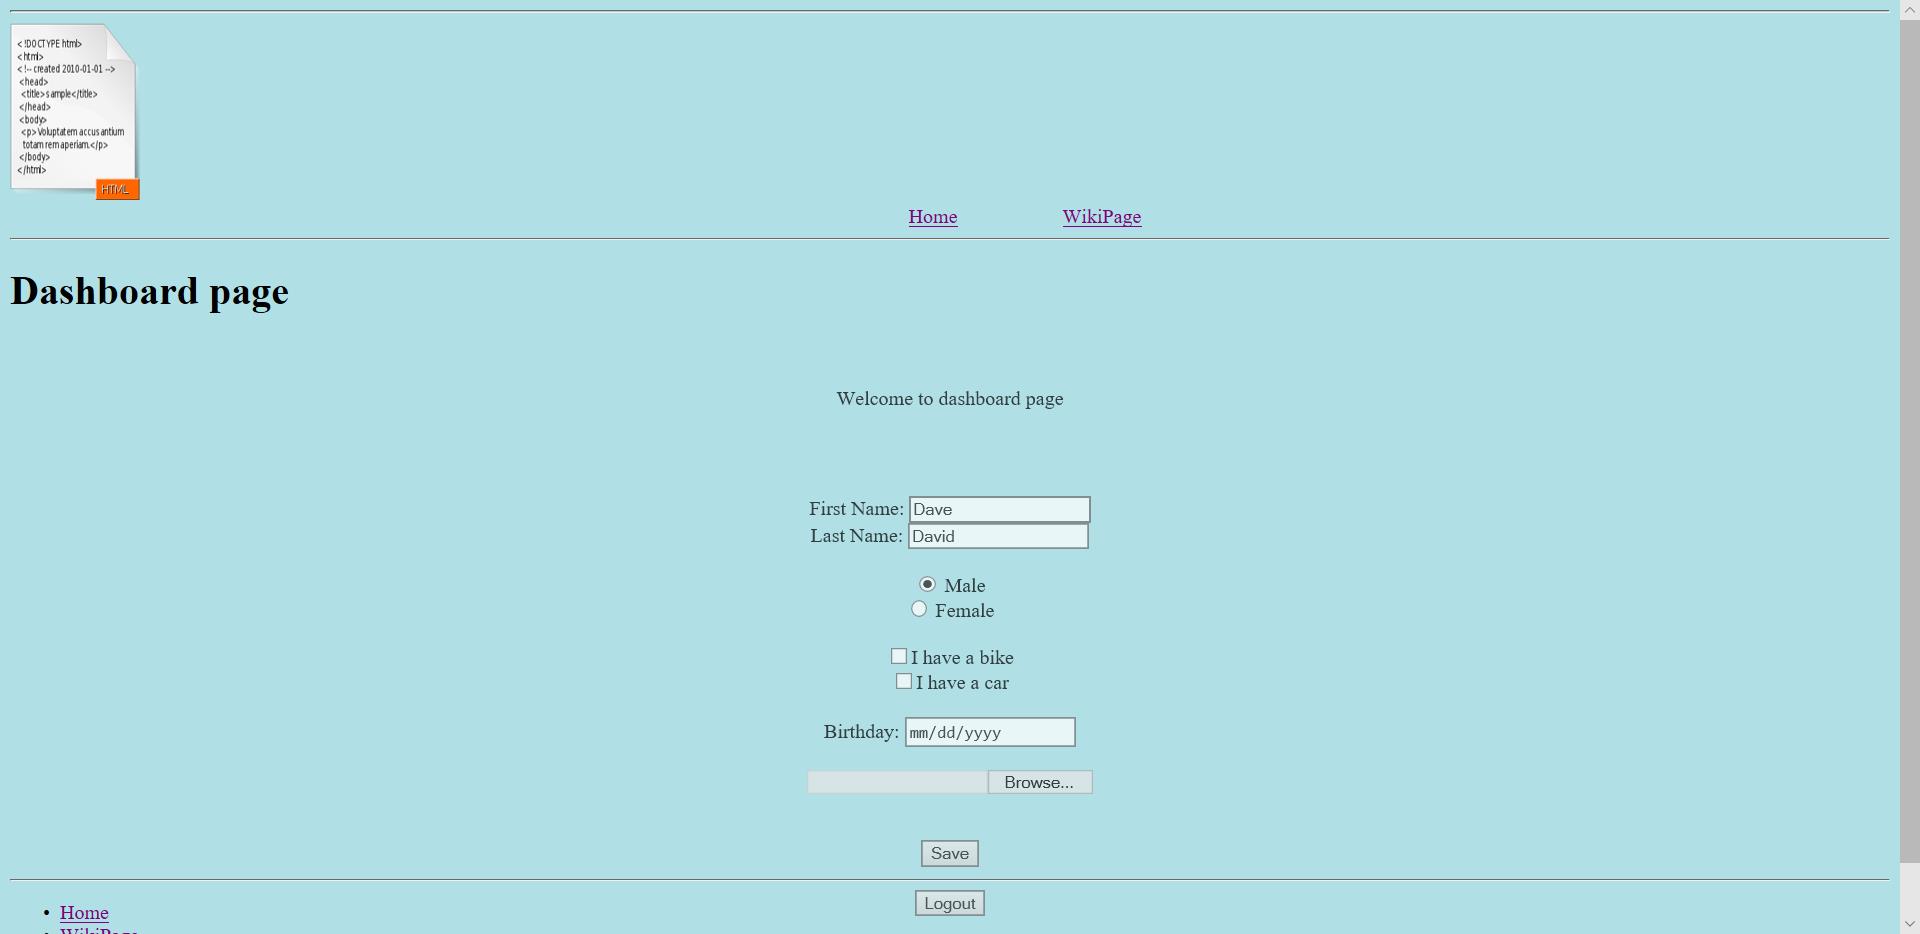 <!DOCTYPE html>
<html>
<!-- created 2010-01-01 -->
<head>
<title>sample</title>
</head>
<body>
<p>Voluptatem accusantium
totam rem aperiam.</p>
</body>
</html>
HTML
Home WikiPage
Dashboard page
Welcome to dashboard page
First Name: Dave
Last Name: David
Male
Female
I have a bike
I have a car
Birthday: mm/dd/yyyy
Browse...
Save
Logout
• Home
• WikiPage